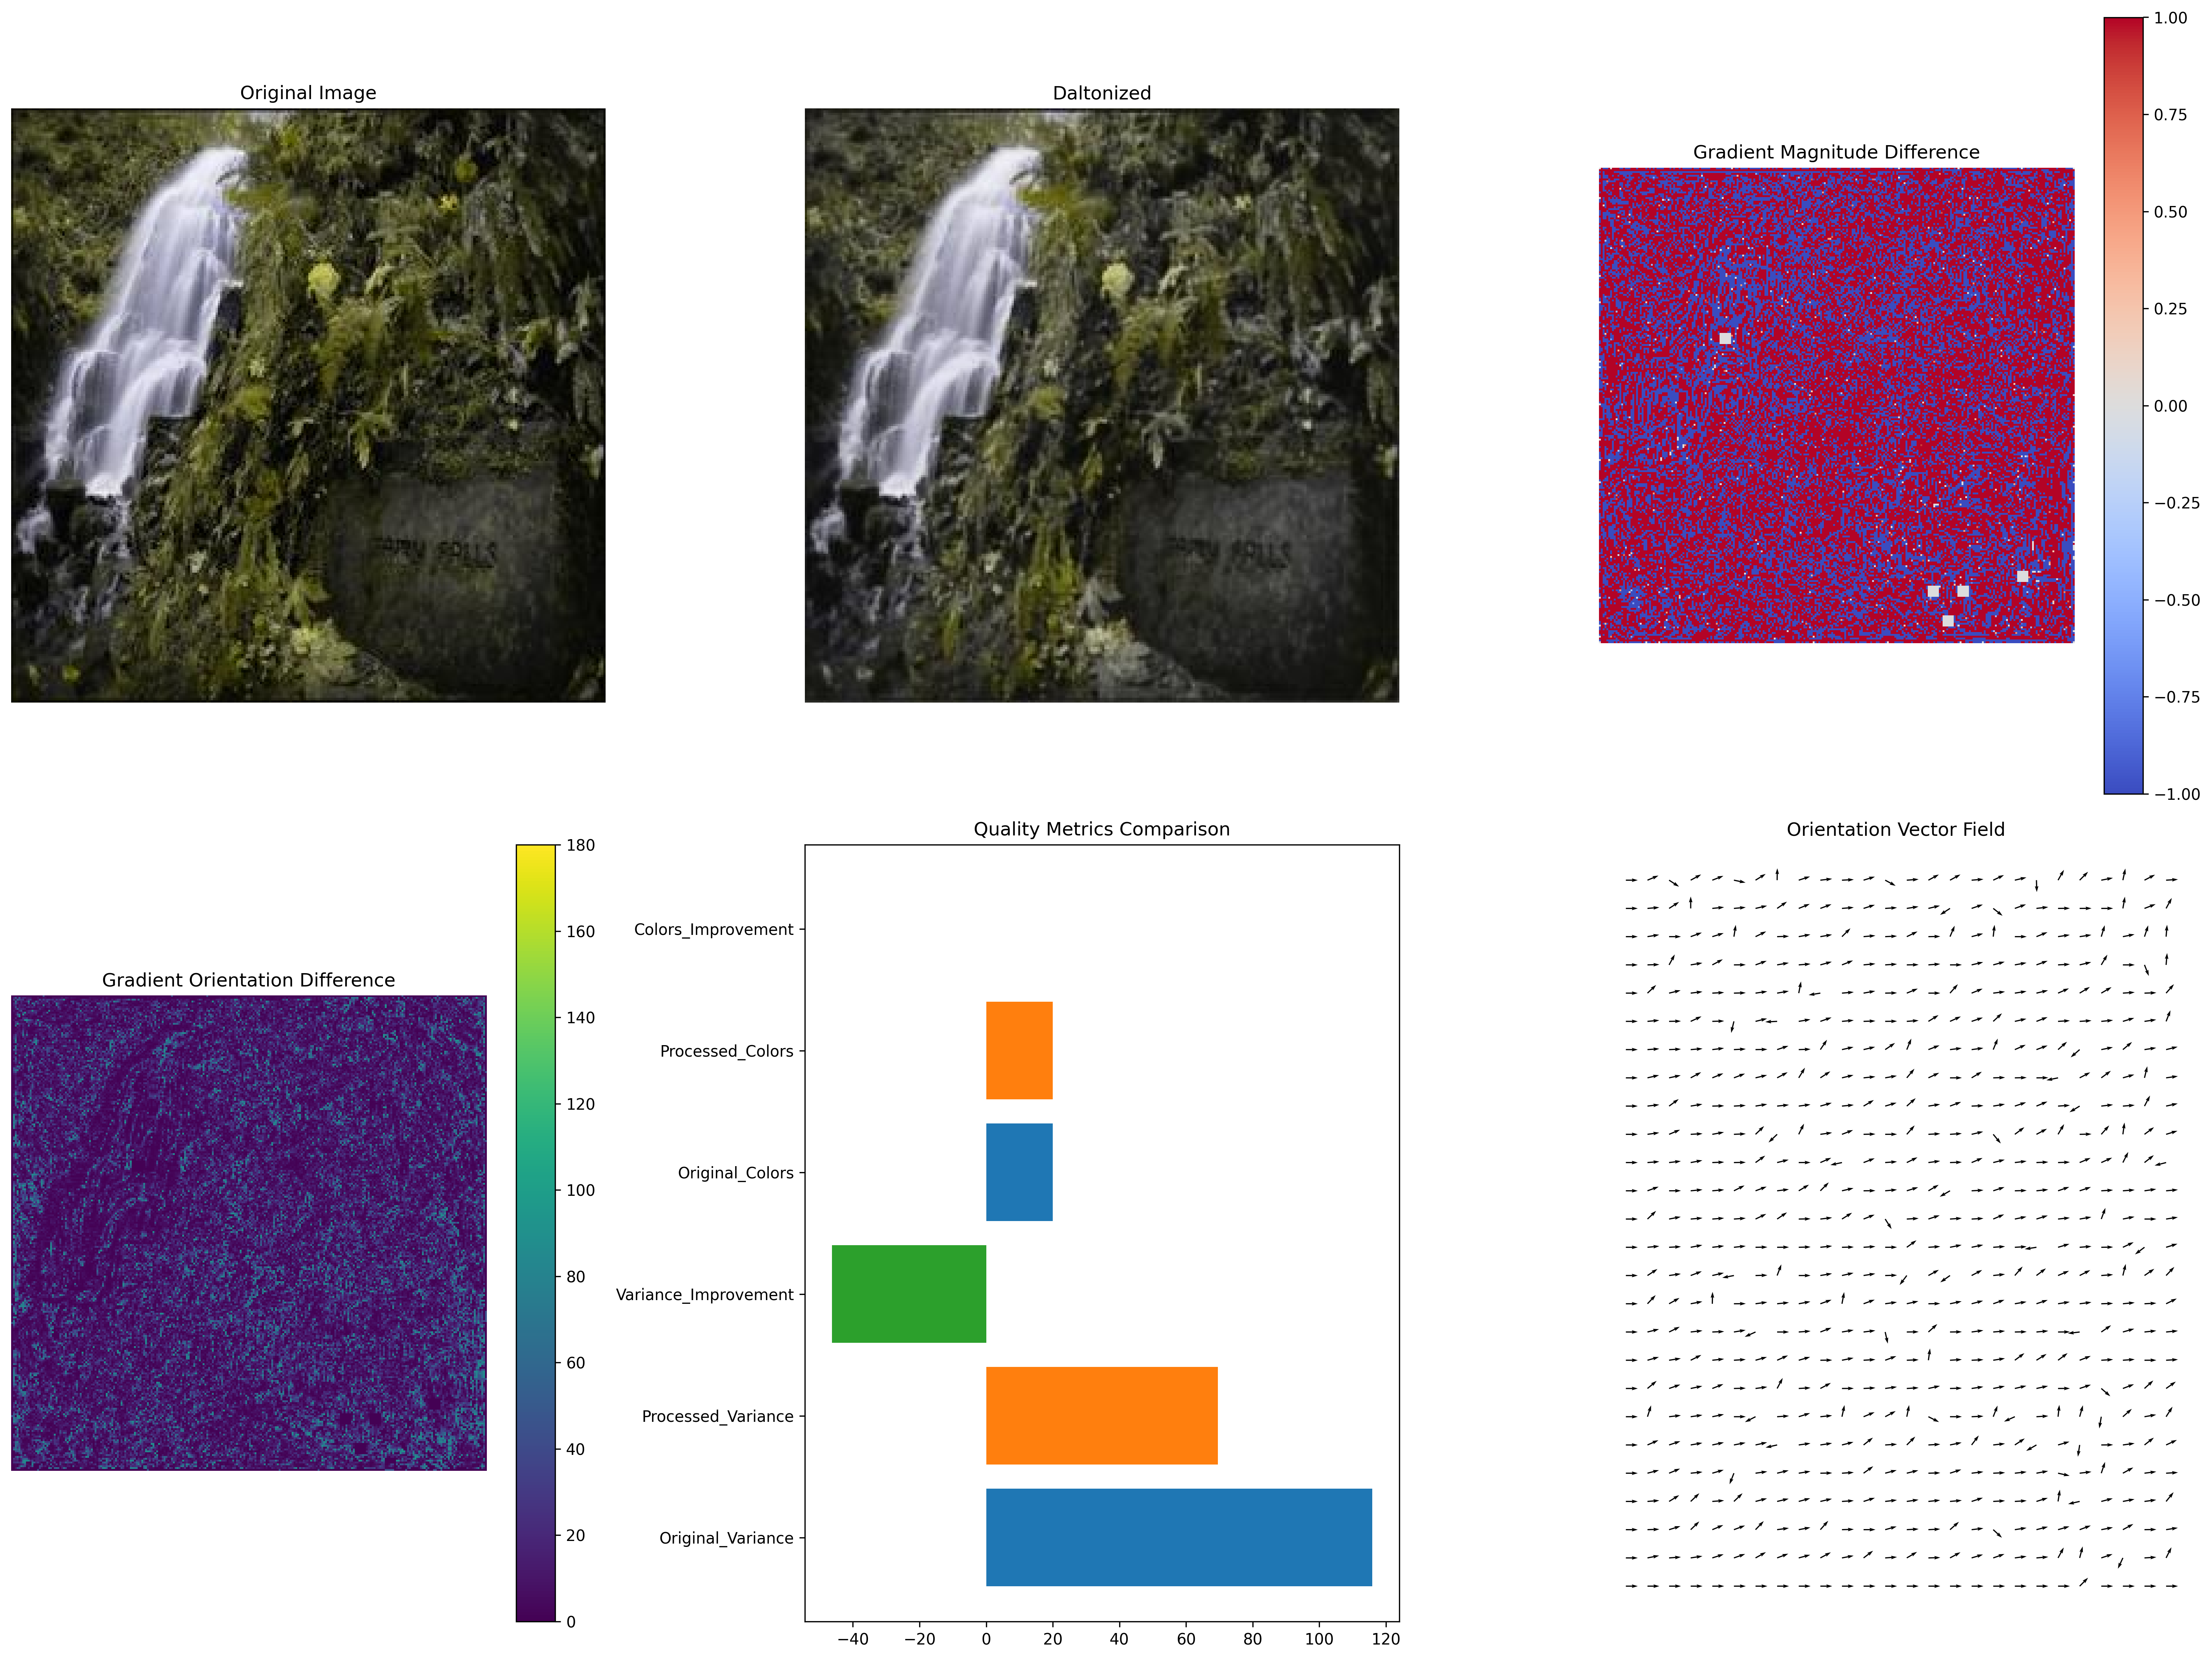 Original Image
Daltonized
Gradient Magnitude Difference
1.00
0.75
0.50
0.25
0.00
−0.25
−0.50
−0.75
−1.00
FALLS
FALLS
Gradient Orientation Difference
180
160
140
120
100
80
60
40
20
0
Quality Metrics Comparison
Colors_Improvement
Processed_Colors
Original_Colors
Variance_Improvement
Processed_Variance
Original_Variance
−40
−20
0
20
40
60
80
100
120
Orientation Vector Field